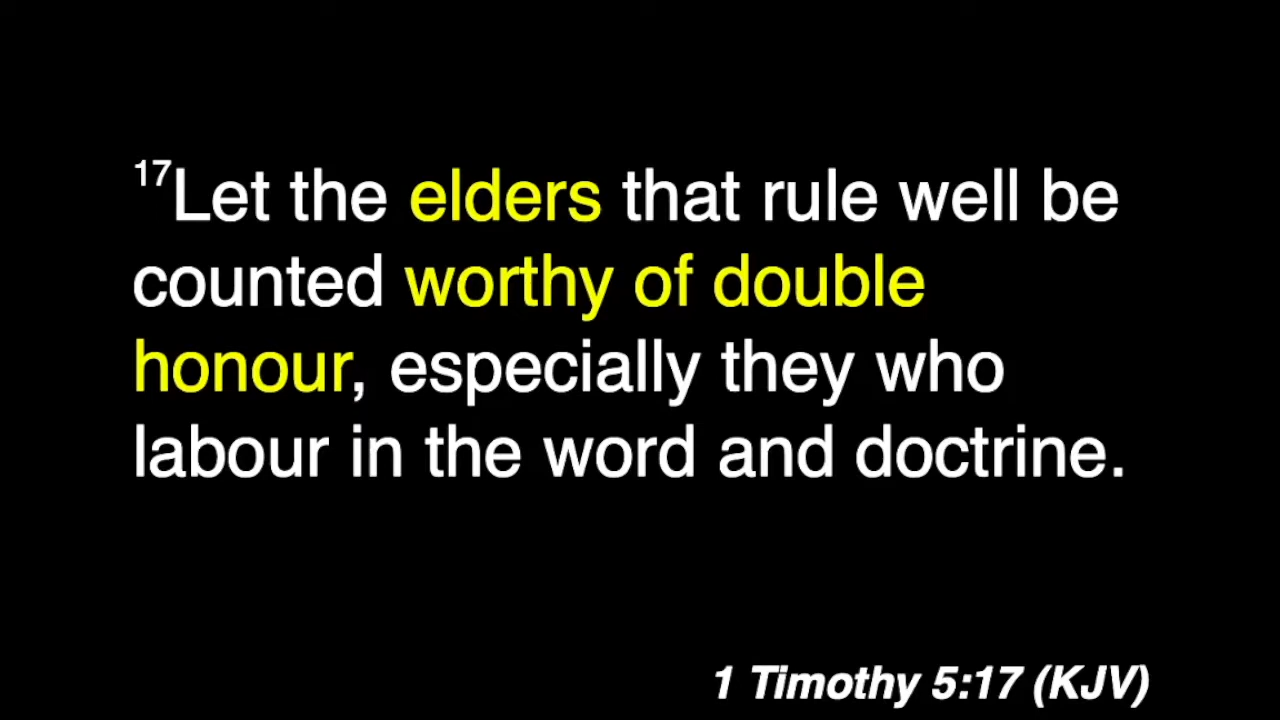 17Let the elders that rule well be
counted worthy of double
honour, especially they who
labour in the word and doctrine.
1 Timothy 5:17 (KJV)